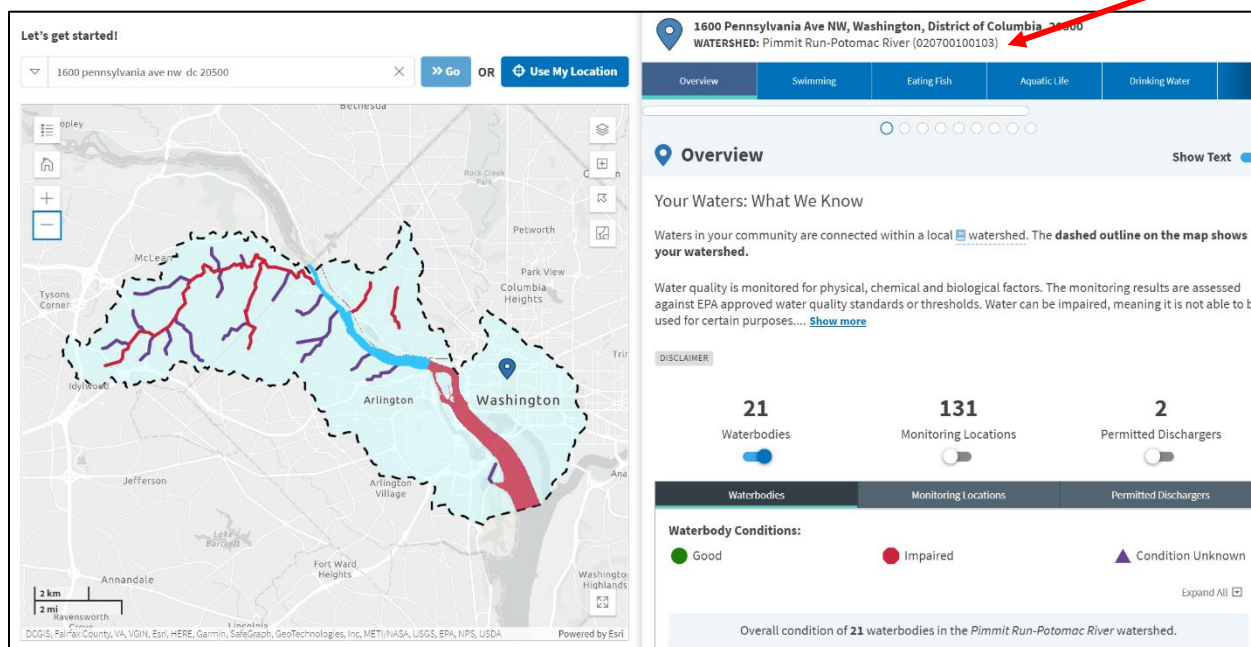 Let's get started!
1600 pennsylvania ave nw dc 20500
Go
OR
Use My Location
Bethesda
opley
Rock Creek
Park
n
Petworth
McLean
Park View
Columbia
Heights
Tysons
Corner
Trin
Idylwood
Arlington
Washington
Ana
Jefferson
Arlington
Village
Lake
Barcroft
Fort Ward
Heights
Annandale
Washingto
Highlands
2 km
2 mi
Ravensworth
Grove
Lincolnia
DCGIS, Fairfax County, VA, VGIN, Esri, HERE, Garmin, SafeGraph, GeoTechnologies, Inc, METI/NASA, USGS, EPA, NPS, USDA
Powered by Esri
1600 Pennsylvania Ave NW, Washington, District of Columbia, 20500
WATERSHED: Pimmit Run-Potomac River (020700100103)
Overview
Swimming
Eating Fish
Aquatic Life
Drinking Water
Overview
Show Text
Your Waters: What We Know
Waters in your community are connected within a local watershed. The dashed outline on the map shows
your watershed.
Water quality is monitored for physical, chemical and biological factors. The monitoring results are assessed
against EPA approved water quality standards or thresholds. Water can be impaired, meaning it is not able to b
used for certain purposes.... Show more
DISCLAIMER
21
Waterbodies
131
Monitoring Locations
2
Permitted Dischargers
Waterbodies
Monitoring Locations
Permitted Dischargers
Waterbody Conditions:
Good
Impaired
Condition Unknown
Expand All
Overall condition of 21 waterbodies in the Pimmit Run-Potomac River watershed.